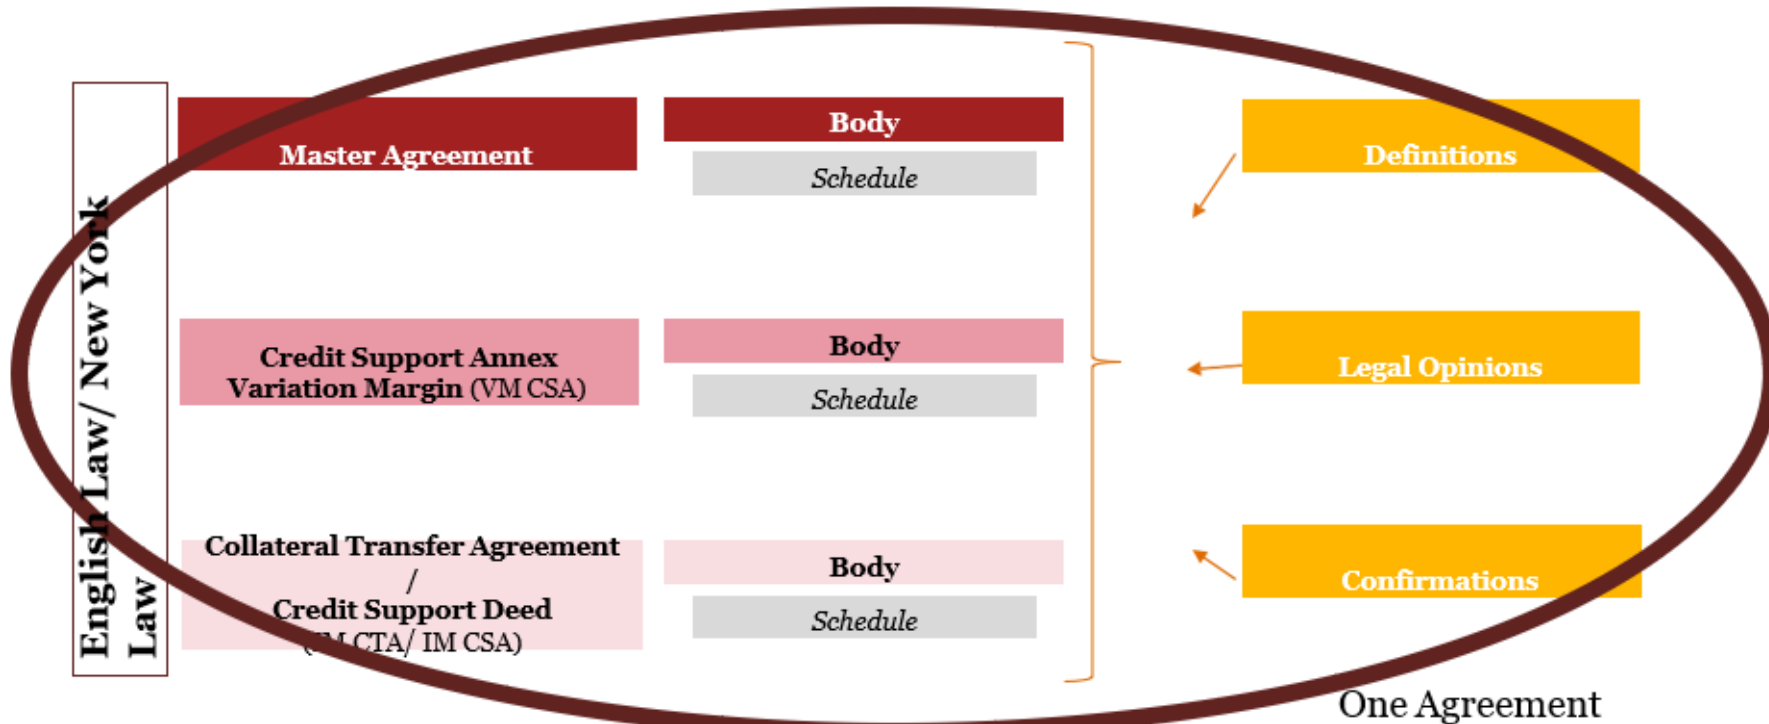 English Law/ New York
Law
Master Agreement
Body
Schedule
Credit Support Annex
Variation Margin (VM CSA)
Body
Schedule
Collateral Transfer Agreement
/
Credit Support Deed
(IM CTA/ IM CSA)
Body
Schedule
Definitions
Legal Opinions
Confirmations
One Agreement